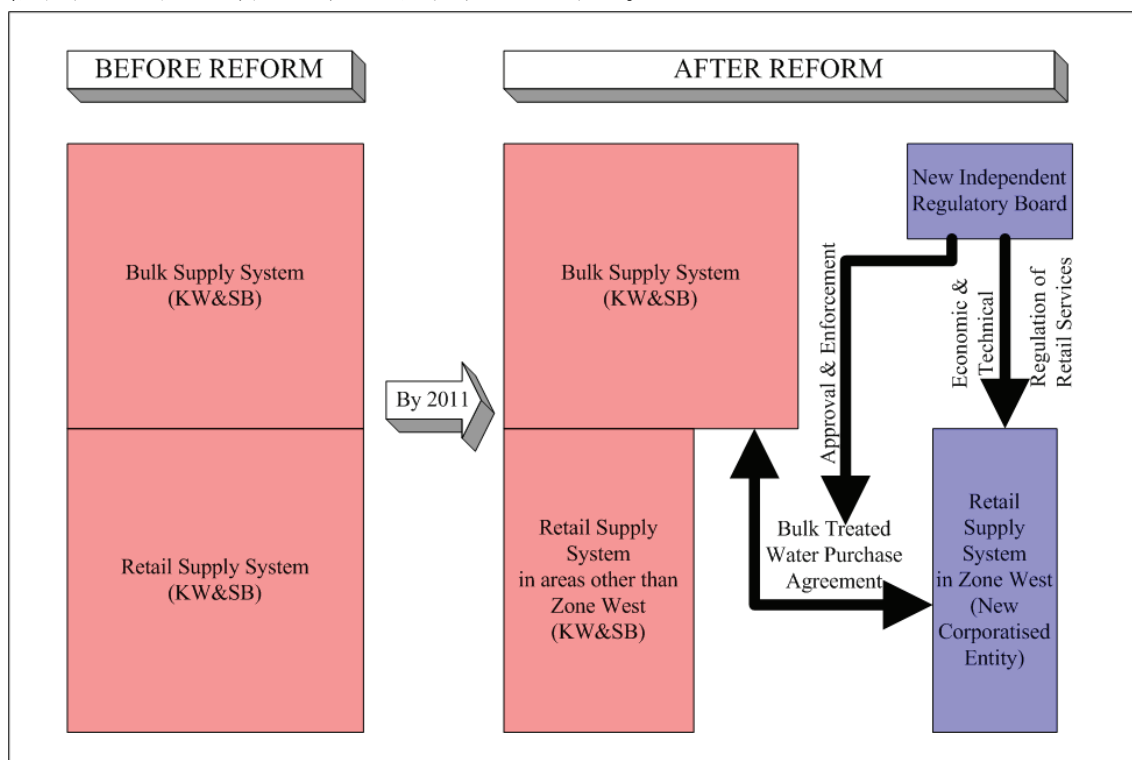 BEFORE REFORM
AFTER REFORM
Bulk Supply System
(KW&SB)
Retail Supply System
(KW&SB)
By 2011
Bulk Supply System
(KW&SB)
Retail Supply
System
in areas other than
Zone West
(KW&SB)
New Independent
Regulatory Board
Approval & Enforcement
Economic &
Technical
Regulation of
Retail Services
Bulk Treated
Water Purchase
Agreement
Retail
Supply
System
in Zone West
(New
Corporatised
Entity)